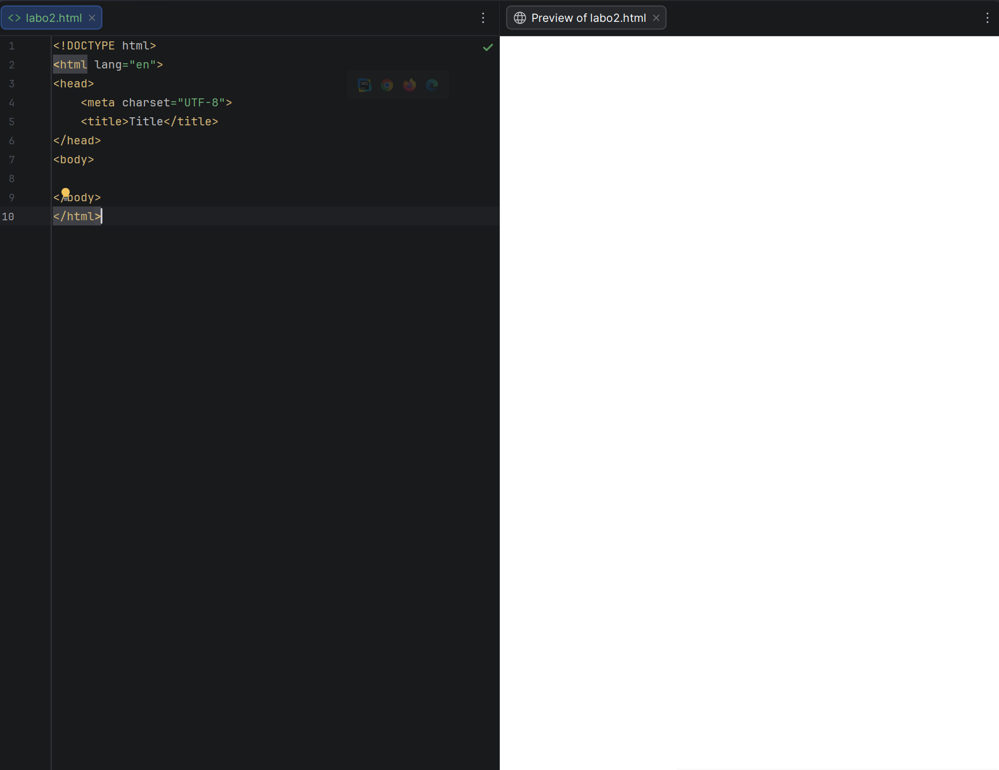 labo2.html
Preview of labo2.html
1 <!DOCTYPE html>
2 <html lang="en">
3 <head>
4     <meta charset="UTF-8">
5     <title>Title</title>
6 </head>
7 <body>
8
9 </body>
10 </html>
WS